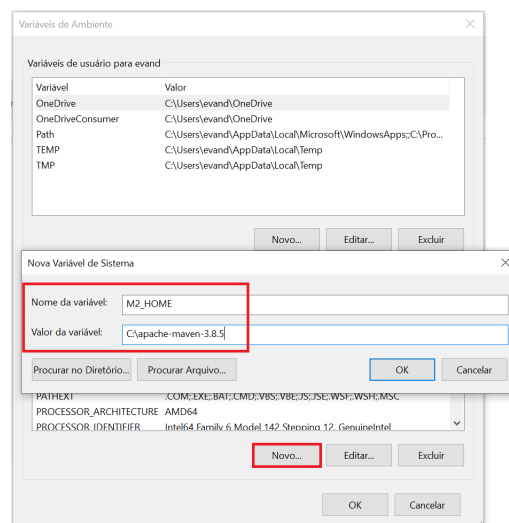 Variáveis de Ambiente
Variáveis de usuário para evand
Variável Valor
OneDrive C:\Users\evand\OneDrive
OneDriveConsumer C:\Users\evand\OneDrive
Path C:\Users\evand\AppData\Local\Microsoft\WindowsApps;;C:\Pro...
TEMP C:\Users\evand\AppData\Local\Temp
TMP C:\Users\evand\AppData\Local\Temp
Novo... Editar... Excluir
Nova Variável de Sistema
Nome da variável: M2_HOME
Valor da variável: C:\apache-maven-3.8.5
Procurar no Diretório... Procurar Arquivo... OK Cancelar
PATHEXT .COM;.EXE;.BAT;.CMD;.VBS;.VBE;.JS;.JSE;.WSF;.WSH;.MSC
PROCESSOR_ARCHITECTURE AMD64
PROCESSOR_IDENTIFIER Intel64 Family 6 Model 142 Stepping 12, GenuineIntel
Novo... Editar... Excluir
OK Cancelar